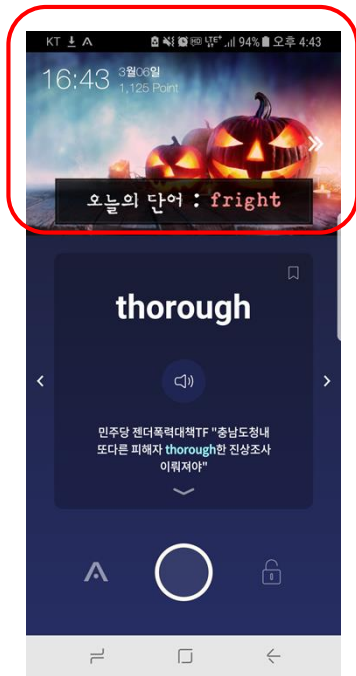 KT LTE+ 94% 오후 4:43
16:43 3월06일
1,125 Point
오늘의 단어 : fright
thorough
민주당 젠더폭력대책TF "충남도청내
또다른 피해자 thorough한 진상조사
이뤄져야"